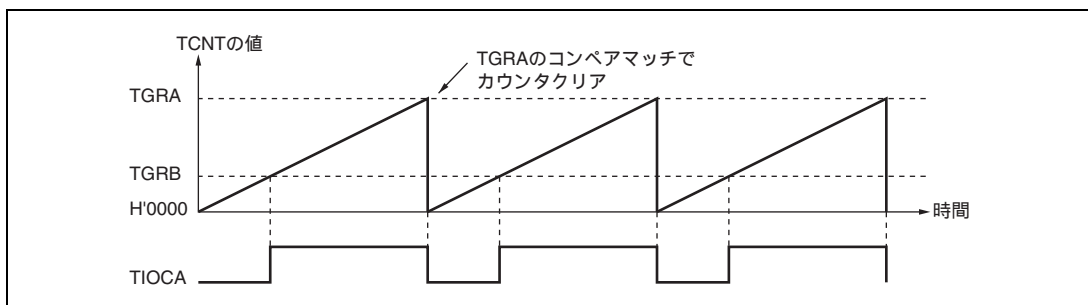 TCNTの値
TGRAのコンペアマッチで
カウンタクリア
TGRA
TGRB
H'0000
時間
TIOCA